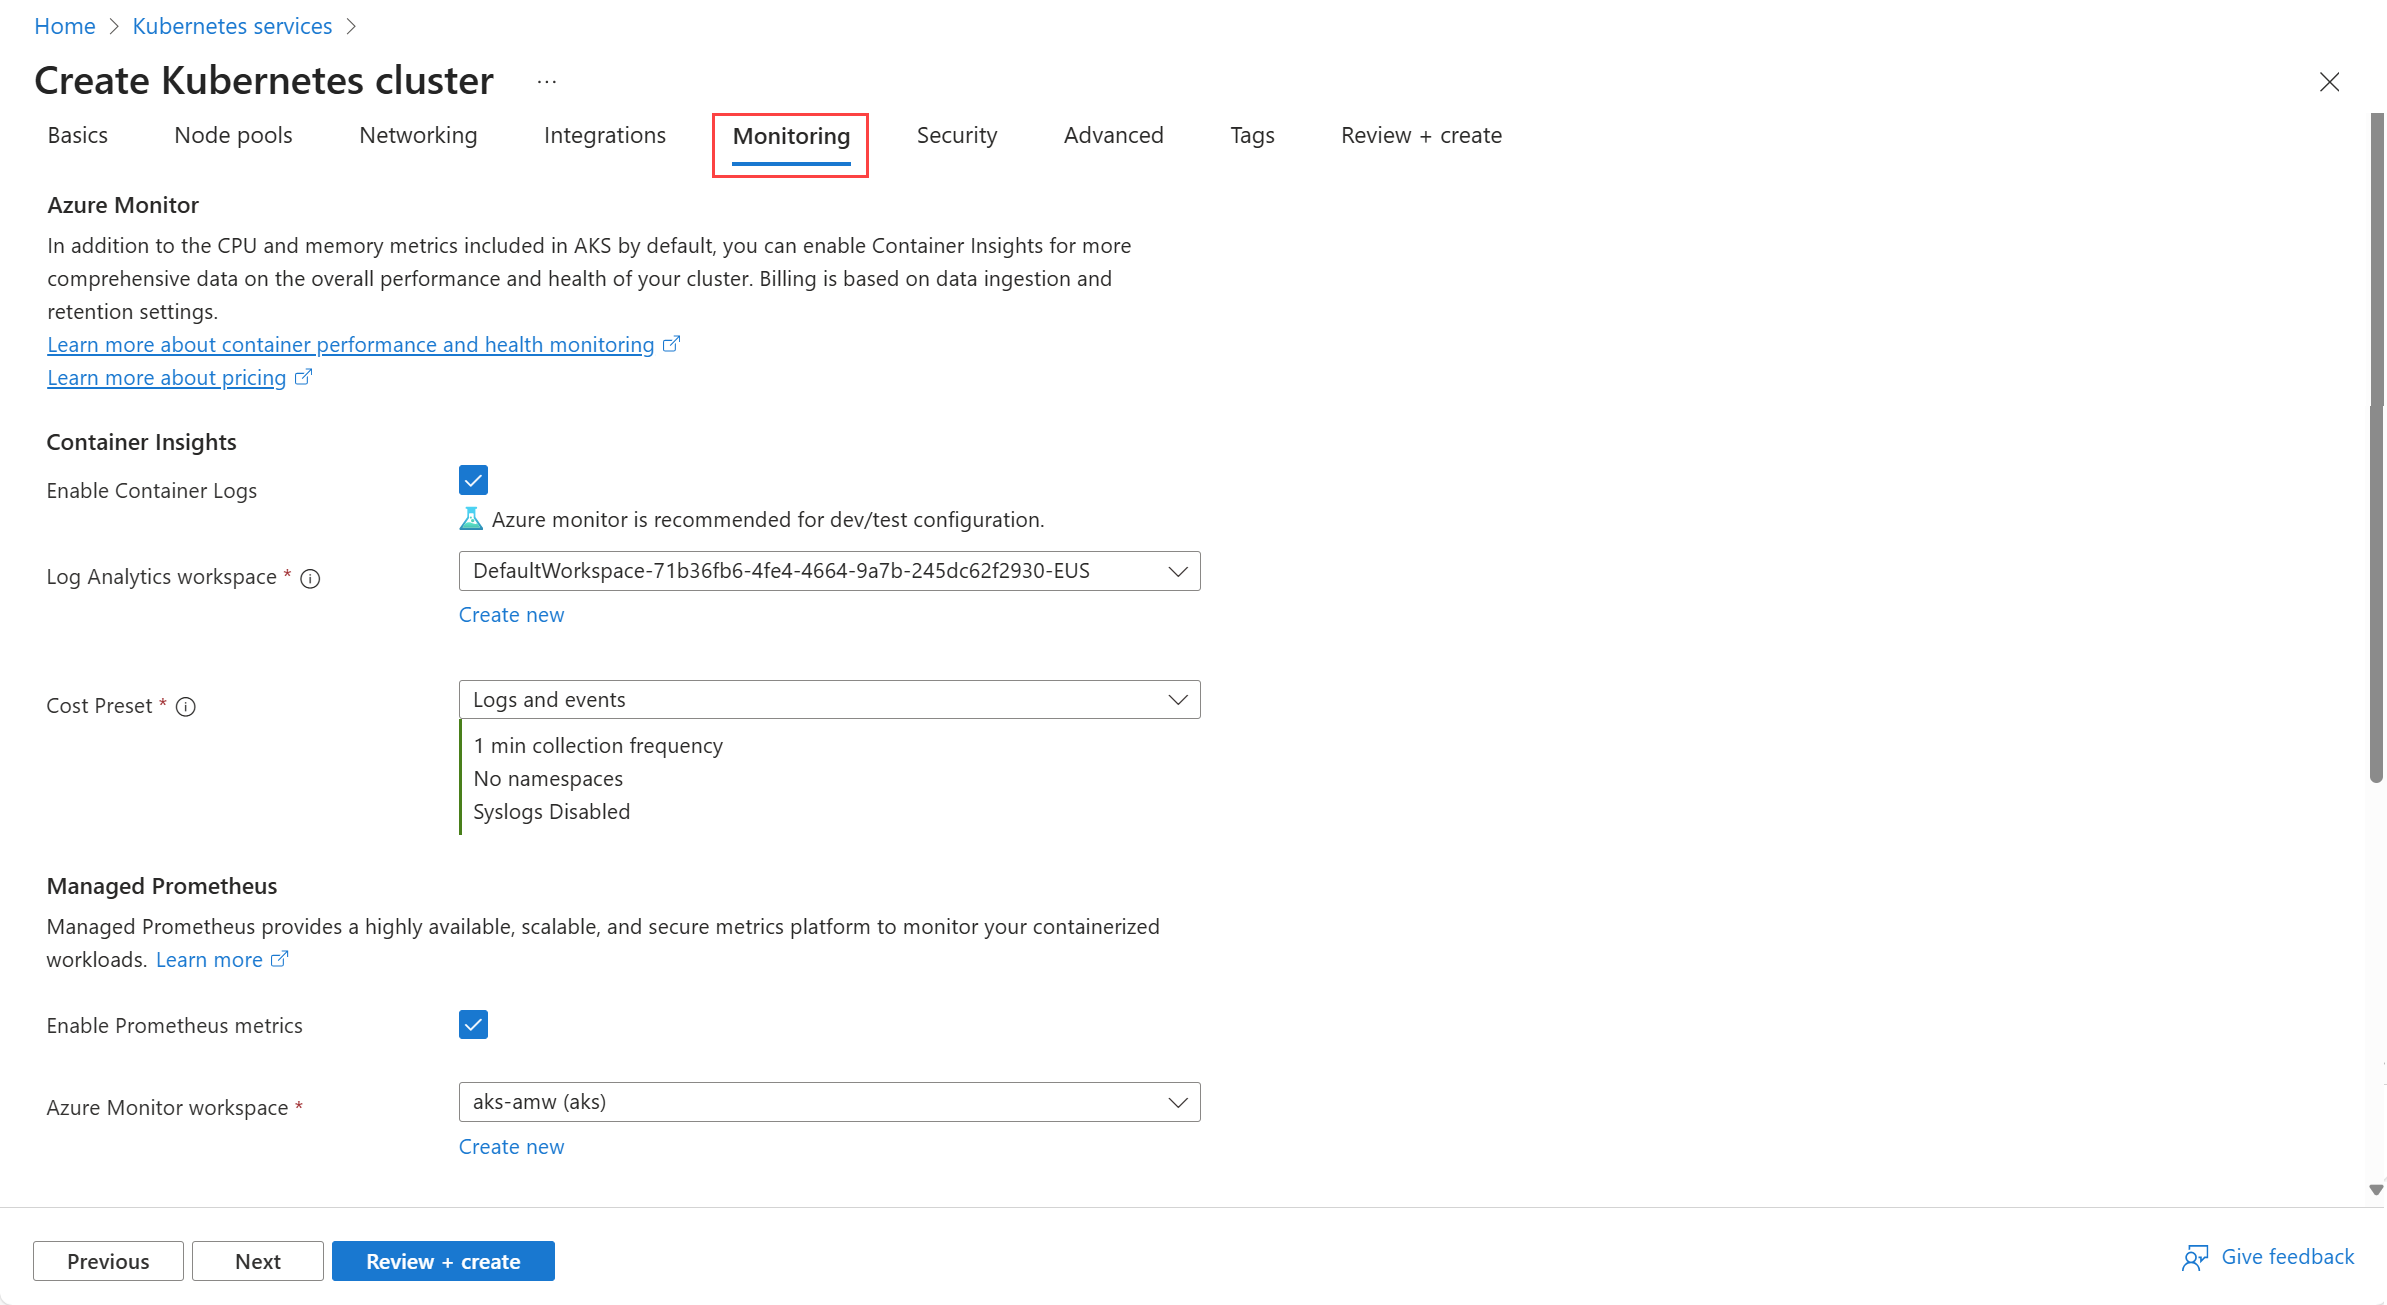 Home > Kubernetes services >
Create Kubernetes cluster ...
Basics Node pools Networking Integrations Monitoring Security Advanced Tags Review + create
Azure Monitor
In addition to the CPU and memory metrics included in AKS by default, you can enable Container Insights for more
comprehensive data on the overall performance and health of your cluster. Billing is based on data ingestion and
retention settings.
Learn more about container performance and health monitoring
Learn more about pricing
Container Insights
Enable Container Logs
Azure monitor is recommended for dev/test configuration.
Log Analytics workspace *
DefaultWorkspace-71b36fb6-4fe4-4664-9a7b-245dc62f2930-EUS
Create new
Cost Preset *
Logs and events
1 min collection frequency
No namespaces
Syslogs Disabled
Managed Prometheus
Managed Prometheus provides a highly available, scalable, and secure metrics platform to monitor your containerized
workloads. Learn more
Enable Prometheus metrics
Azure Monitor workspace *
aks-amw (aks)
Create new
Previous Next Review + create
Give feedback